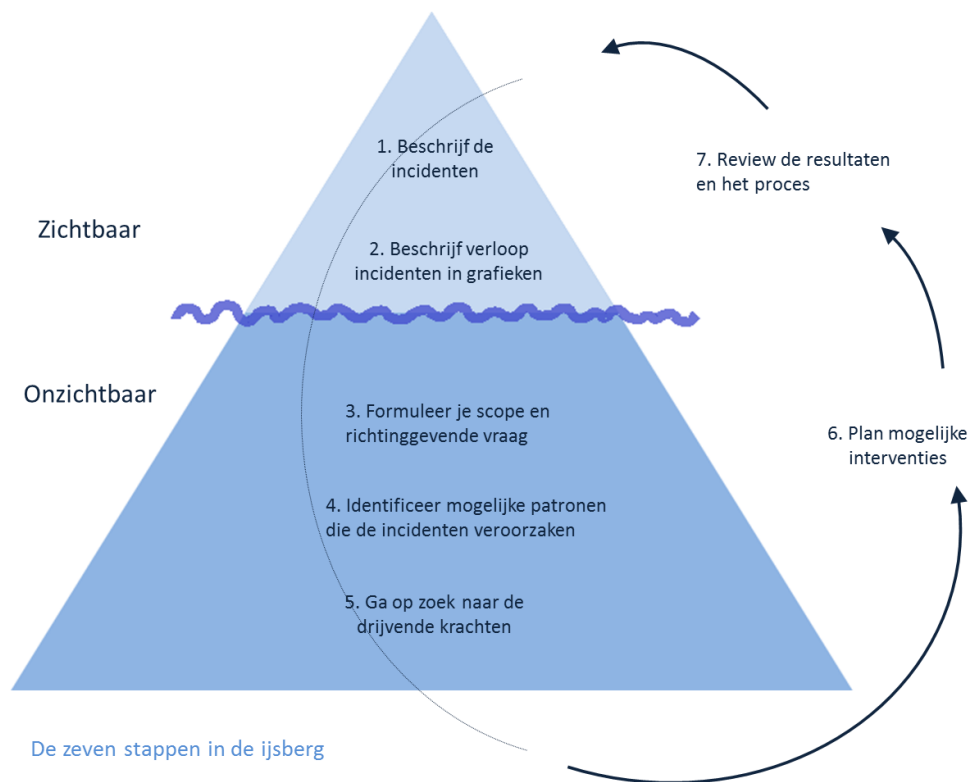 1. Beschrijf de
incidenten
2. Beschrijf verloop
incidenten in grafieken
Zichtbaar
Onzichtbaar
3. Formuleer je scope en
richtinggevende vraag
4. Identificeer mogelijke patronen
die de incidenten veroorzaken
5. Ga op zoek naar de
drijvende krachten
6. Plan mogelijke
interventies
7. Review de resultaten
en het proces
De zeven stappen in de ijsberg